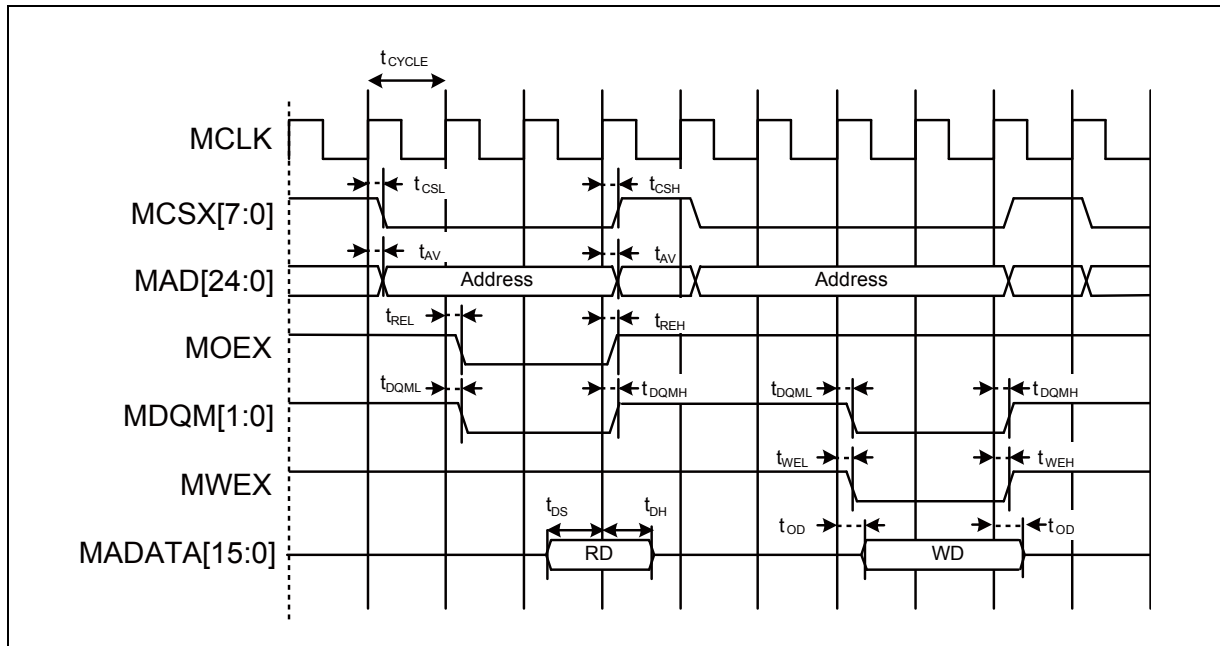 tCYCLE
MCLK
tCSL tCSH
MCSX[7:0]
tAV tAV
MAD[24:0] Address Address
tREL tREH
MOEX
tDQML tDQMH tDQML tDQMH
MDQM[1:0]
tWEL tWEH
MWEX
tDS tDH tOD tOD
MADATA[15:0] RD WD